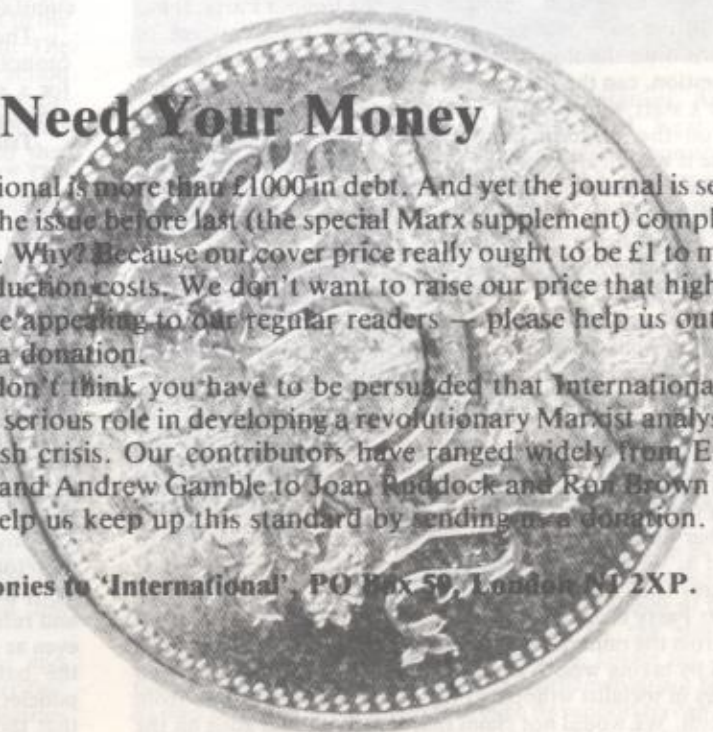 Need Your Money
ional is more than £1000 in debt. And yet the journal is se
he issue before last (the special Marx supplement) compl
. Why? Because our cover price really ought to be £1 to m
duction costs. We don't want to raise our price that high
e appealing to our regular readers — please help us out
a donation.
don't think you have to be persuaded that International
serious role in developing a revolutionary Marxist analys
sh crisis. Our contributors have ranged widely from E
and Andrew Gamble to Joan Ruddock and Ron Brown
elp us keep up this standard by sending us a donation.
onies to 'International', PO Box 50, London N1 2XP.